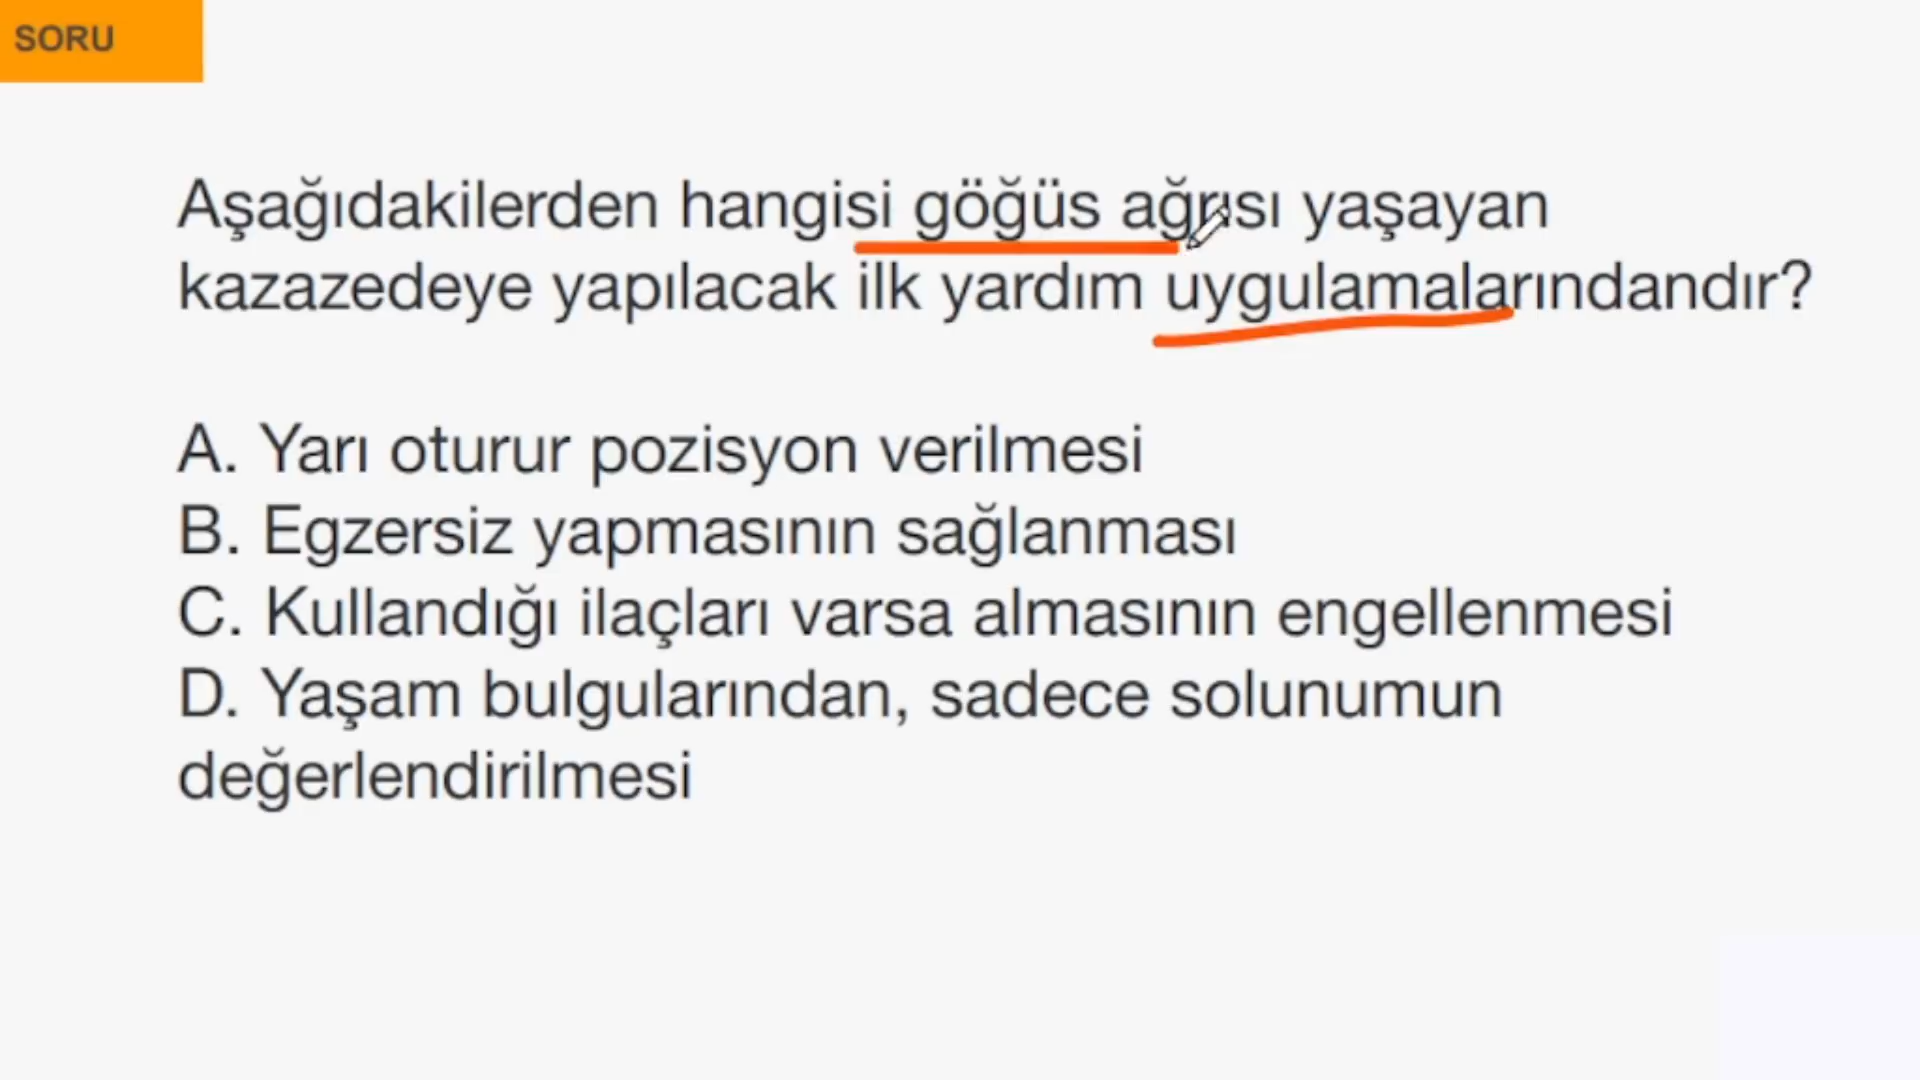 SORU
Aşağıdakilerden hangisi göğüs ağrısı yaşayan
kazazedeye yapılacak ilk yardım uygulamalarındandır?
A. Yarı oturur pozisyon verilmesi
B. Egzersiz yapmasının sağlanması
C. Kullandığı ilaçları varsa almasının engellenmesi
D. Yaşam bulgularından, sadece solunumun
değerlendirilmesi